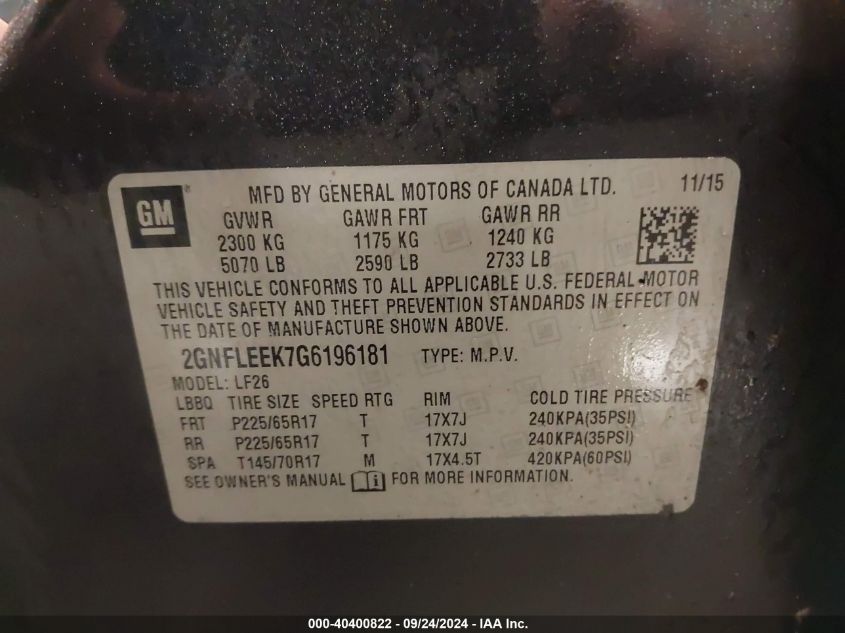 GM
MFD BY GENERAL MOTORS OF CANADA LTD. 11/15
GVWR GAWR FRT GAWR RR
2300 KG 1175 KG 1240 KG
5070 LB 2590 LB 2733 LB
THIS VEHICLE CONFORMS TO ALL APPLICABLE U.S. FEDERAL MOTOR
VEHICLE SAFETY AND THEFT PREVENTION STANDARDS IN EFFECT ON
THE DATE OF MANUFACTURE SHOWN ABOVE.
2GNFLEEK7G6196181 TYPE: M.P.V.
MODEL: LF26
LBBQ TIRE SIZE SPEED RTG RIM COLD TIRE PRESSURE
FRT P225/65R17 T 17X7J 240KPA(35PSI)
RR P225/65R17 T 17X7J 240KPA(35PSI)
SPA T145/70R17 M 17X4.5T 420KPA(60PSI)
SEE OWNER'S MANUAL FOR MORE INFORMATION.
000-40400822 - 09/24/2024 - IAA Inc.